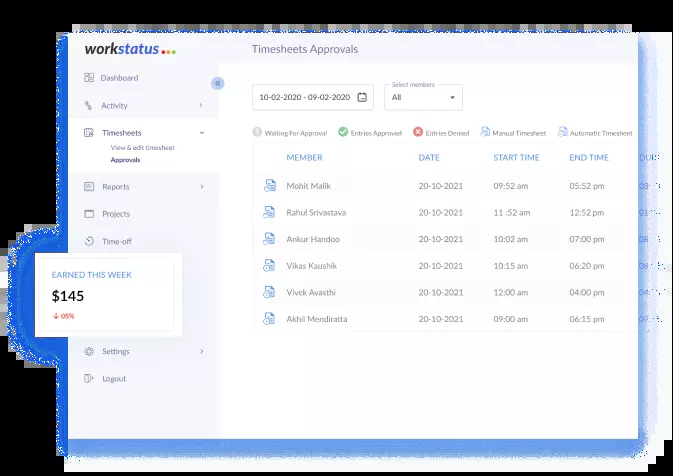 workstatus
Timesheets Approvals
Dashboard
Activity
Timesheets
View & edit timesheet
Approvals
Reports
Projects
Time-off
EARNED THIS WEEK
$145
05%
Settings
Logout
10-02-2020 - 09-02-2020
Select members
All
Waiting For Approval Entries Approved Entries Denied Manual Timesheet Automatic Timesheet
MEMBER DATE START TIME END TIME
Mohit Malik 20-10-2021 09:52 am 05:52 pm
Rahul Srivastava 20-10-2021 11 :52 am 12:52 pm
Ankur Handoo 20-10-2021 10:02 am 07:00 pm
Vikas Kaushik 20-10-2021 10:15 am 06:20 pm
Vivek Avasthi 20-10-2021 12:00 am 04:00 pm
Akhil Mendiratta 20-10-2021 09:00 am 06:15 pm